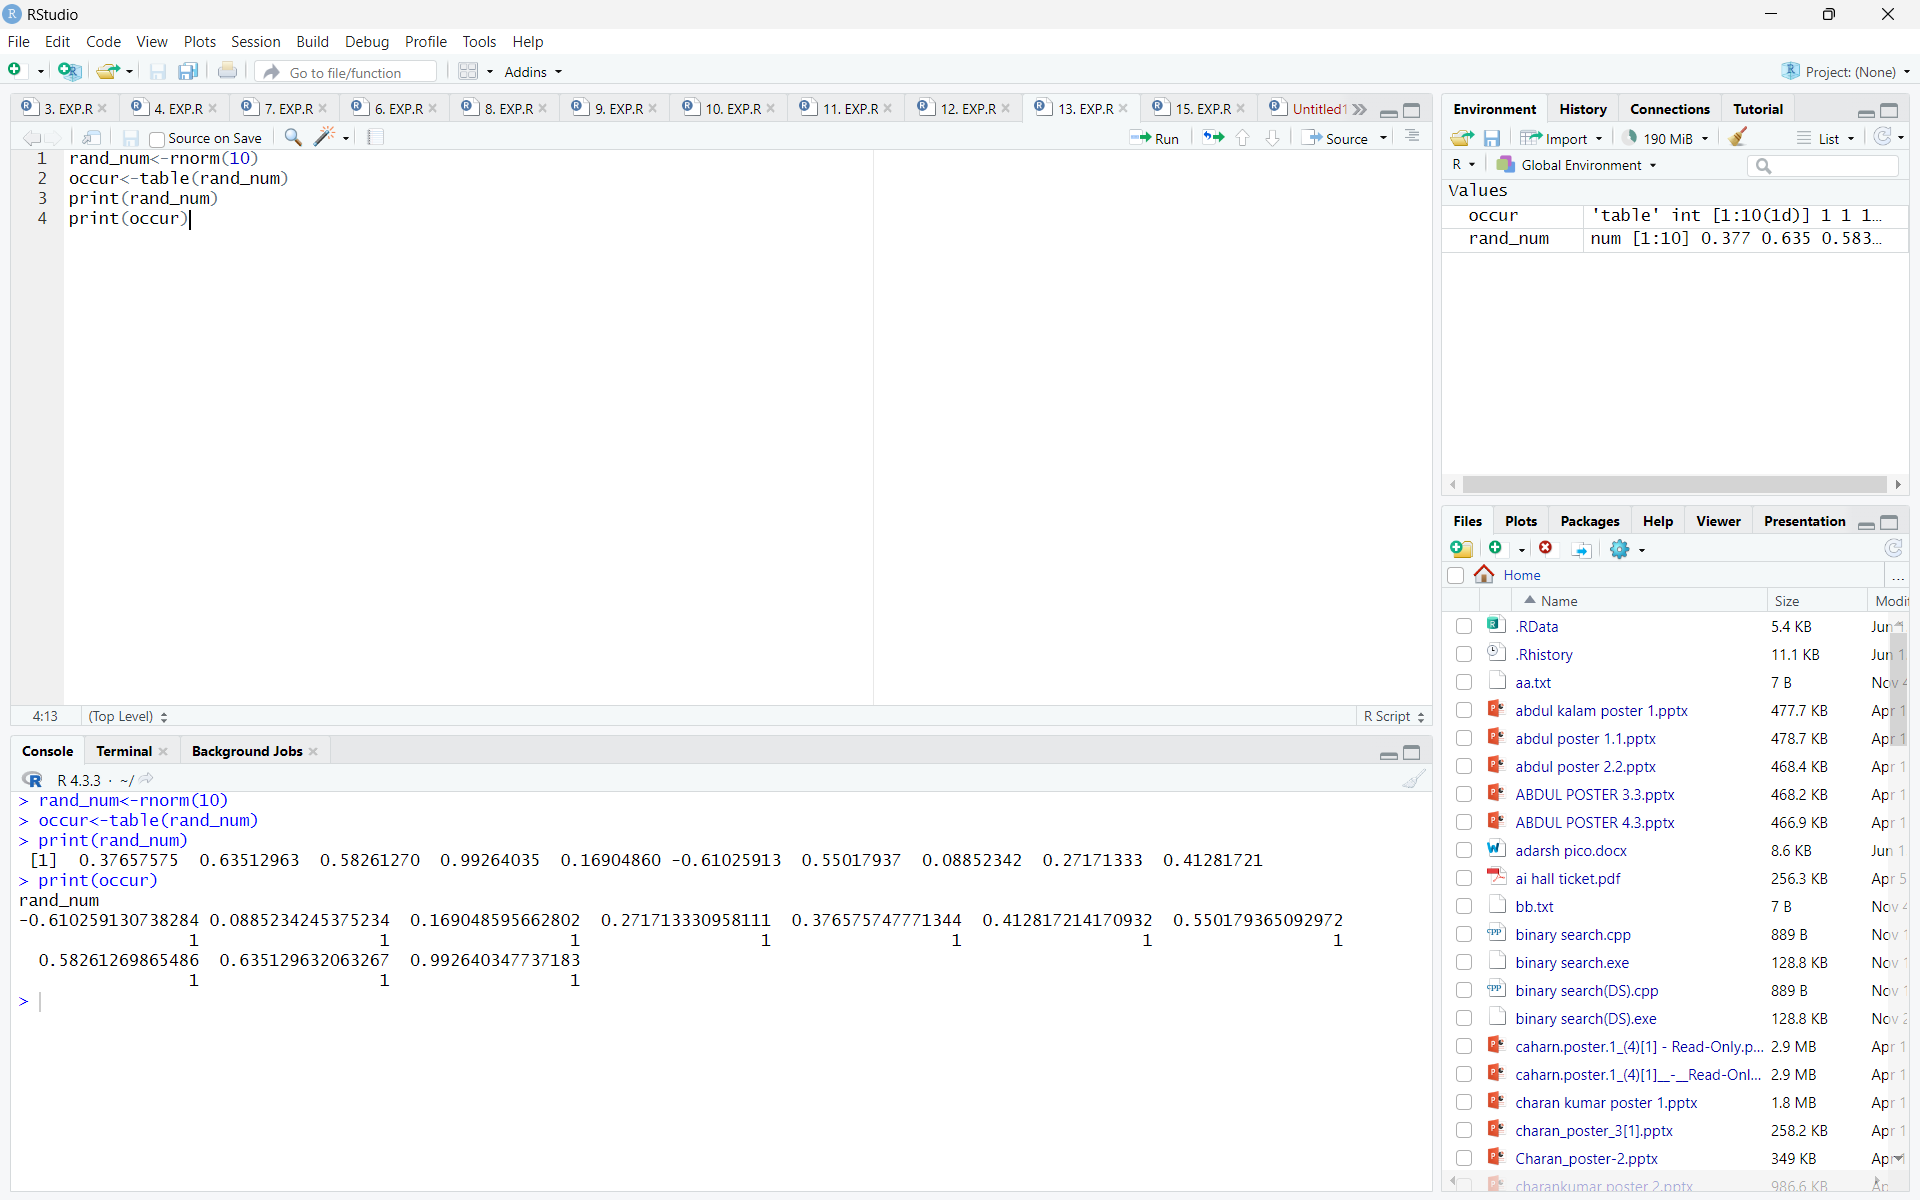 RStudio
File Edit Code View Plots Session Build Debug Profile Tools Help
Go to file/function Addins Project: (None)
3. EXP.R 4. EXP.R 7. EXP.R 6. EXP.R 8. EXP.R 9. EXP.R 10. EXP.R 11. EXP.R 12. EXP.R 13. EXP.R 15. EXP.R Untitled1
Source on Save Run Source
1 rand_num<-rnorm(10)
2 occur<-table(rand_num)
3 print(rand_num)
4 print(occur)
4:13 (Top Level) R Script
Console Terminal Background Jobs
R 4.3.3 · ~/
> rand_num<-rnorm(10)
> occur<-table(rand_num)
> print(rand_num)
[1] 0.37657575 0.63512963 0.58261270 0.99264035 0.16904860 -0.61025913 0.55017937 0.08852342 0.27171333 0.41281721
> print(occur)
rand_num
-0.610259130738284 0.0885234245375234 0.169048595662802 0.271713330958111 0.376575747771344 0.412817214170932 0.550179365092972
1 1 1 1 1 1 1
0.58261269865486 0.635129632063267 0.992640347737183
1 1 1
>
Environment History Connections Tutorial
Import 190 MiB List
R Global Environment
Values
occur 'table' int [1:10(1d)] 1 1 1…
rand_num num [1:10] 0.377 0.635 0.583…
Files Plots Packages Help Viewer Presentation
Home ...
Name Size Modi
.RData 5.4 KB Jun 1
.Rhistory 11.1 KB Jun 1
aa.txt 7 B Nov 4
abdul kalam poster 1.pptx 477.7 KB Apr 1
abdul poster 1.1.pptx 478.7 KB Apr 1
abdul poster 2.2.pptx 468.4 KB Apr 1
ABDUL POSTER 3.3.pptx 468.2 KB Apr 1
ABDUL POSTER 4.3.pptx 466.9 KB Apr 1
adarsh pico.docx 8.6 KB Jun 1
ai hall ticket.pdf 256.3 KB Apr 5
bb.txt 7 B Nov 4
binary search.cpp 889 B Nov 1
binary search.exe 128.8 KB Nov 1
binary search(DS).cpp 889 B Nov 1
binary search(DS).exe 128.8 KB Nov 2
caharn.poster.1_(4)[1] - Read-Only.p... 2.9 MB Apr 1
caharn.poster.1_(4)[1]__-__Read-Onl... 2.9 MB Apr 1
charan kumar poster 1.pptx 1.8 MB Apr 1
charan_poster_3[1].pptx 258.2 KB Apr 1
Charan_poster-2.pptx 349 KB Apr 1
charankumar poster 2.pptx 986.6 KB Apr